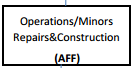 Operations/Minors
Repairs&Construction
(AFF)